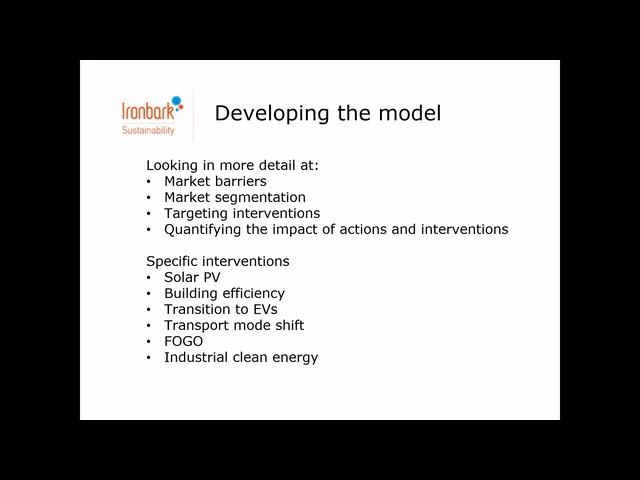 Ironbark
Sustainability
Developing the model
Looking in more detail at:
• Market barriers
• Market segmentation
• Targeting interventions
• Quantifying the impact of actions and interventions
Specific interventions
• Solar PV
• Building efficiency
• Transition to EVs
• Transport mode shift
• FOGO
• Industrial clean energy